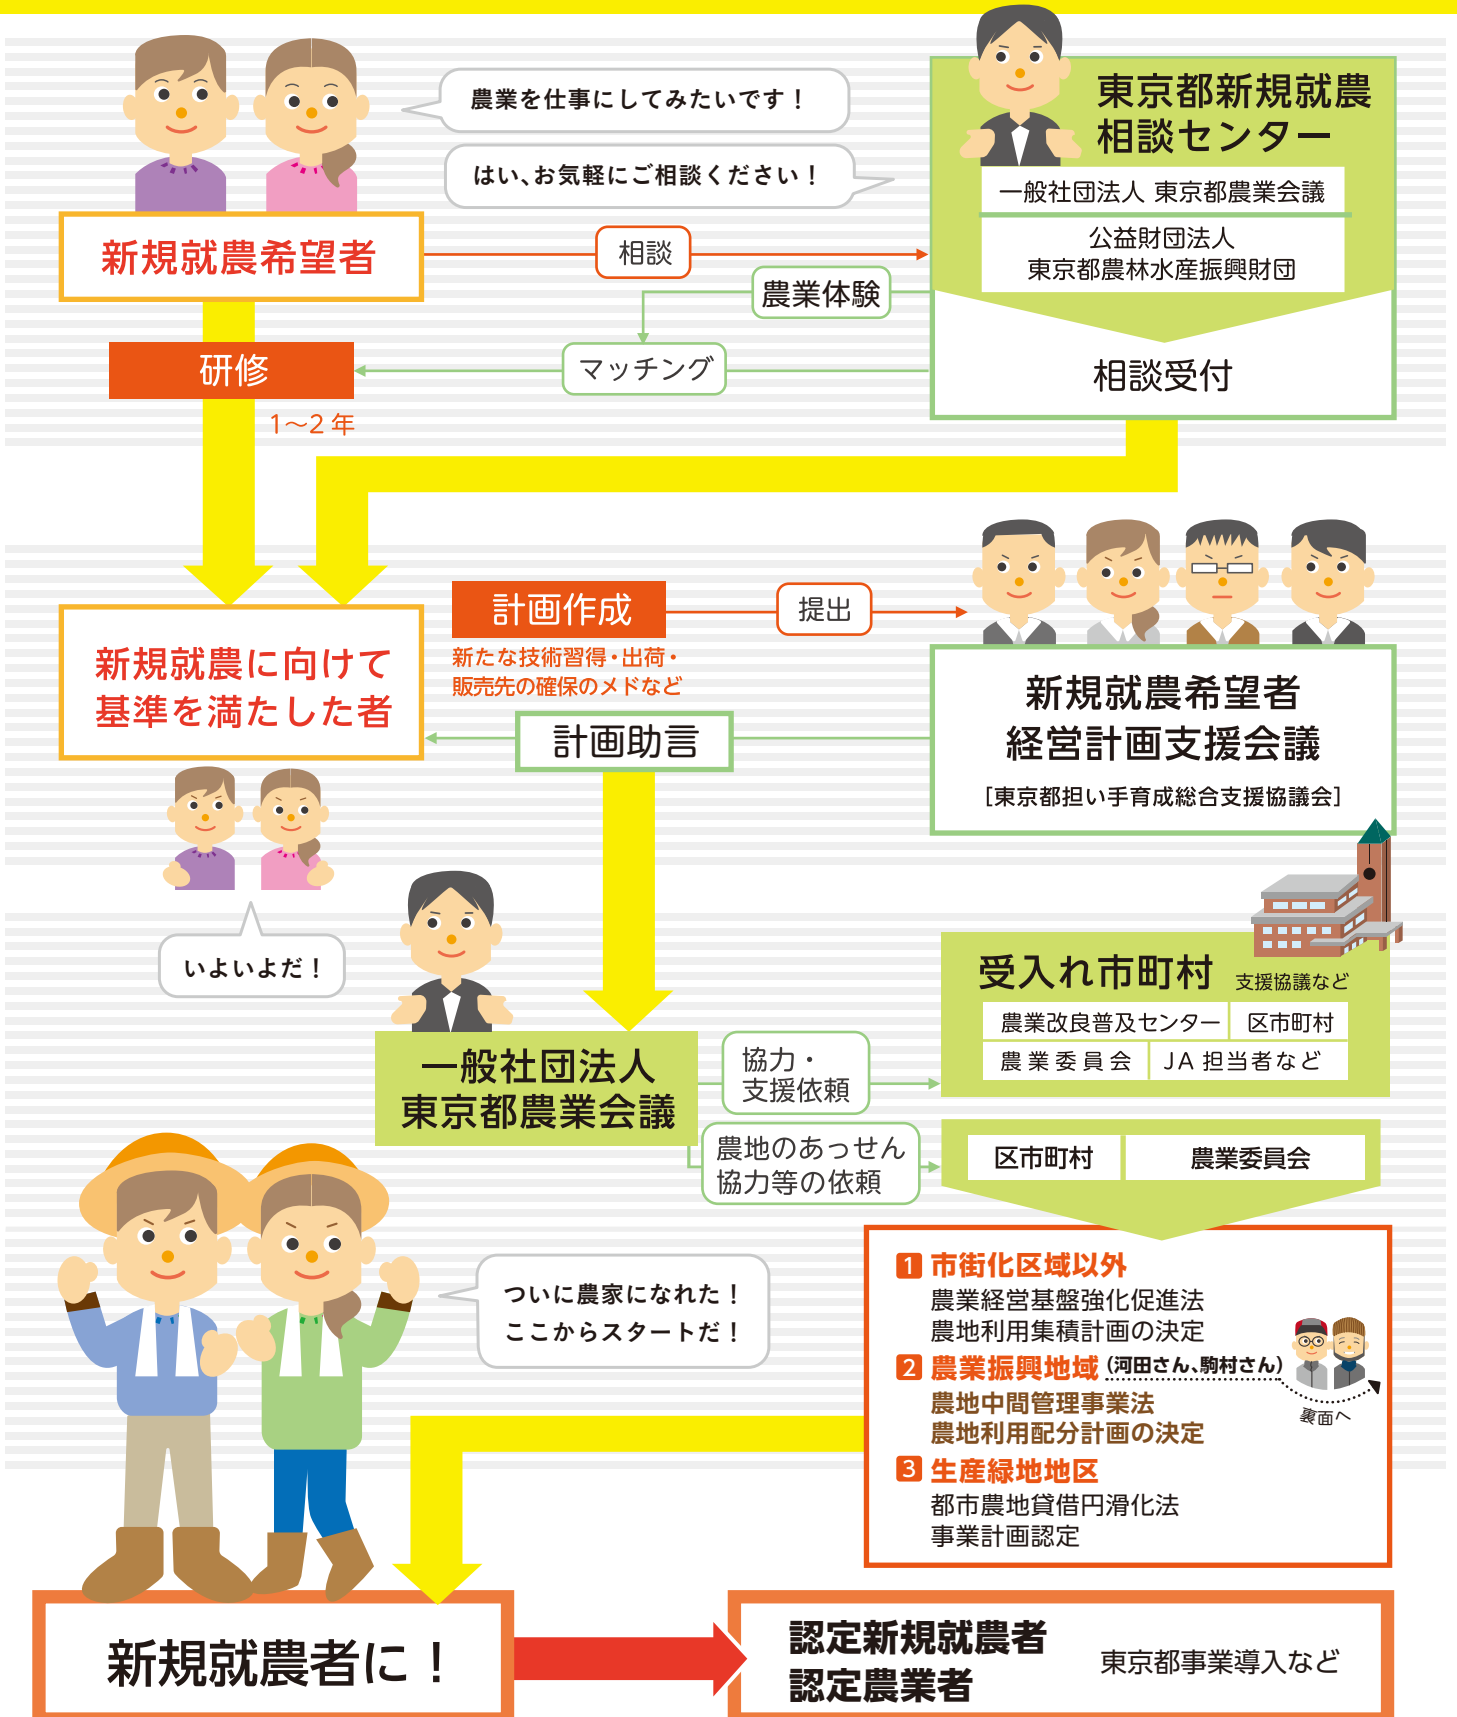 農業を仕事にしてみたいです！
はい、お気軽にご相談ください！
東京都新規就農
相談センター
一般社団法人 東京都農業会議
公益財団法人
東京都農林水産振興財団
新規就農希望者
相談
農業体験
マッチング
相談受付
研修
1〜2 年
計画作成
提出
新たな技術習得・出荷・
販売先の確保のメドなど
新規就農に向けて
基準を満たした者
計画助言
新規就農希望者
経営計画支援会議
［東京都担い手育成総合支援協議会］
いよいよだ！
受入れ市町村 支援協議など
農業改良普及センター 区市町村
農業委員会 JA 担当者など
一般社団法人
東京都農業会議
協力・
支援依頼
農地のあっせん
協力等の依頼
区市町村 農業委員会
ついに農家になれた！
ここからスタートだ！
1 市街化区域以外
農業経営基盤強化促進法
農地利用集積計画の決定
2 農業振興地域（河田さん、駒村さん）
農地中間管理事業法
農地利用配分計画の決定
裏面へ
3 生産緑地地区
都市農地貸借円滑化法
事業計画認定
新規就農者に！
認定新規就農者
認定農業者
東京都事業導入など